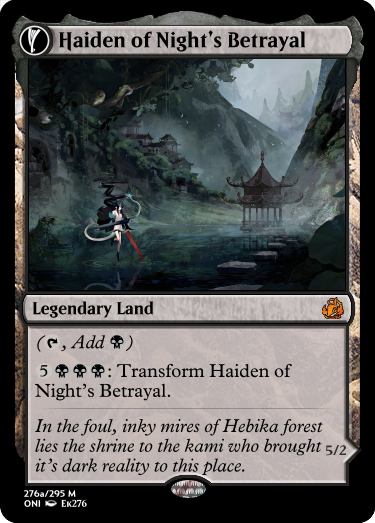 Haiden of Night's Betrayal
Legendary Land
(, Add )
5 : Transform Haiden of
Night's Betrayal.
In the foul, inky mires of Hebika forest
lies the shrine to the kami who brought
it's dark reality to this place.
5/2
276a/295 M
ONI Ek276